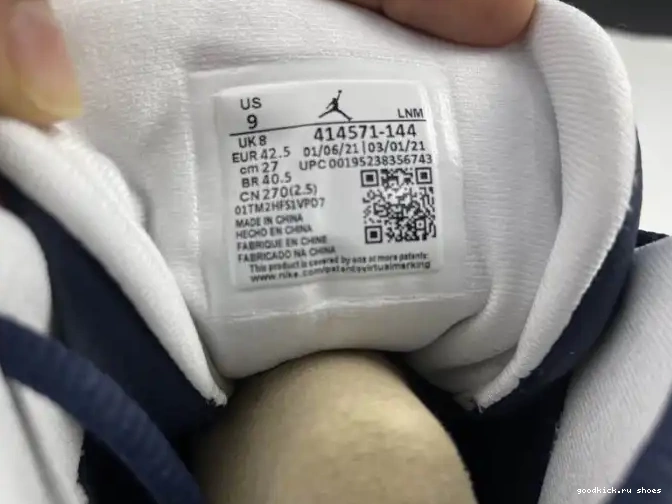 US
9
LNM
UK 8
414571-144
EUR 42.5
01/06/21 | 03/01/21
cm 27
UPC 00195238356743
BR 40.5
CN 270(2.5)
01TM2HFS1VPD7
MADE IN CHINA
HECHO EN CHINA
FABRIQUE EN CHINE
FABRICADO NA CHINA
This product is covered by one or more patents:
www.nike.com/patentsvirtualmarking
goodkick.ru shoes